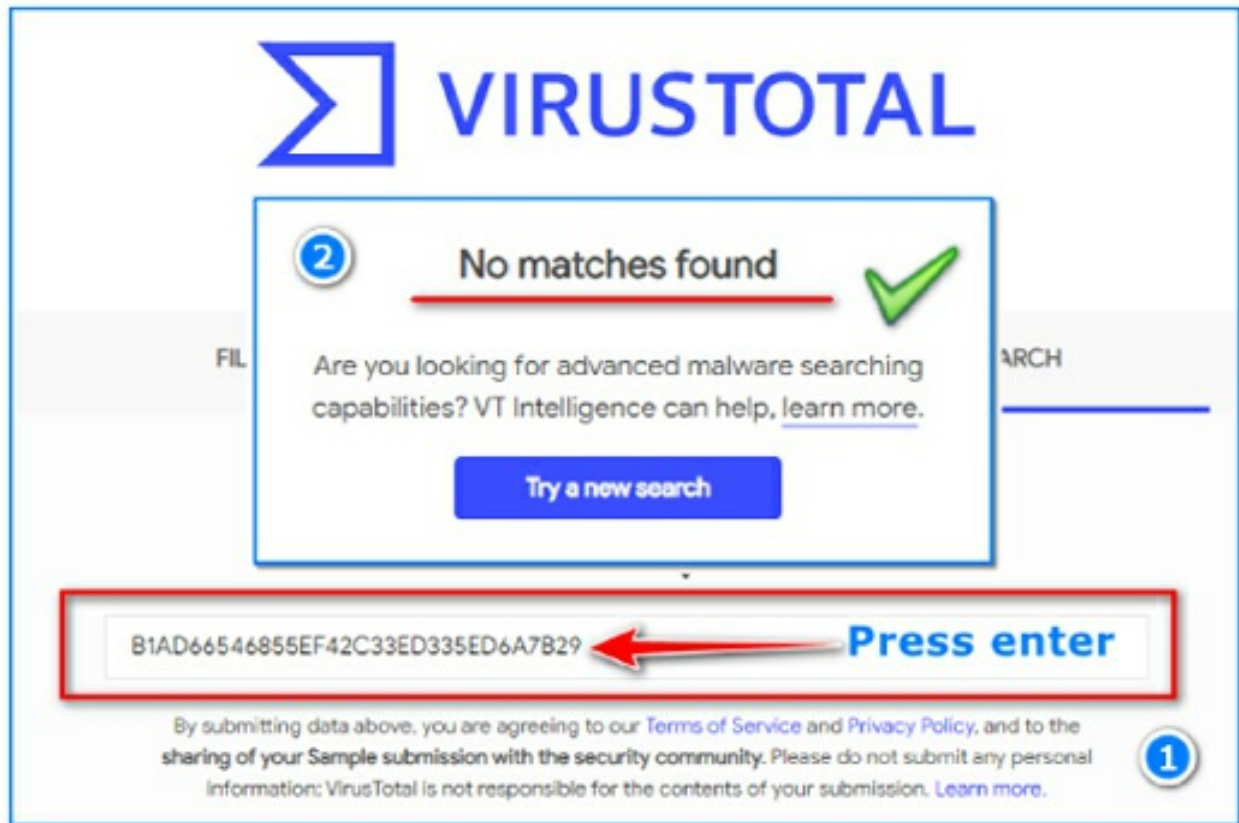 VIRUSTOTAL
2
No matches found
FIL
ARCH
Are you looking for advanced malware searching
capabilities? VT Intelligence can help, learn more.
Try a new search
B1AD66546855EF42C33ED335ED6A7B29
Press enter
By submitting data above, you are agreeing to our Terms of Service and Privacy Policy, and to the
sharing of your Sample submission with the security community. Please do not submit any personal
information; VirusTotal is not responsible for the contents of your submission. Learn more.
1